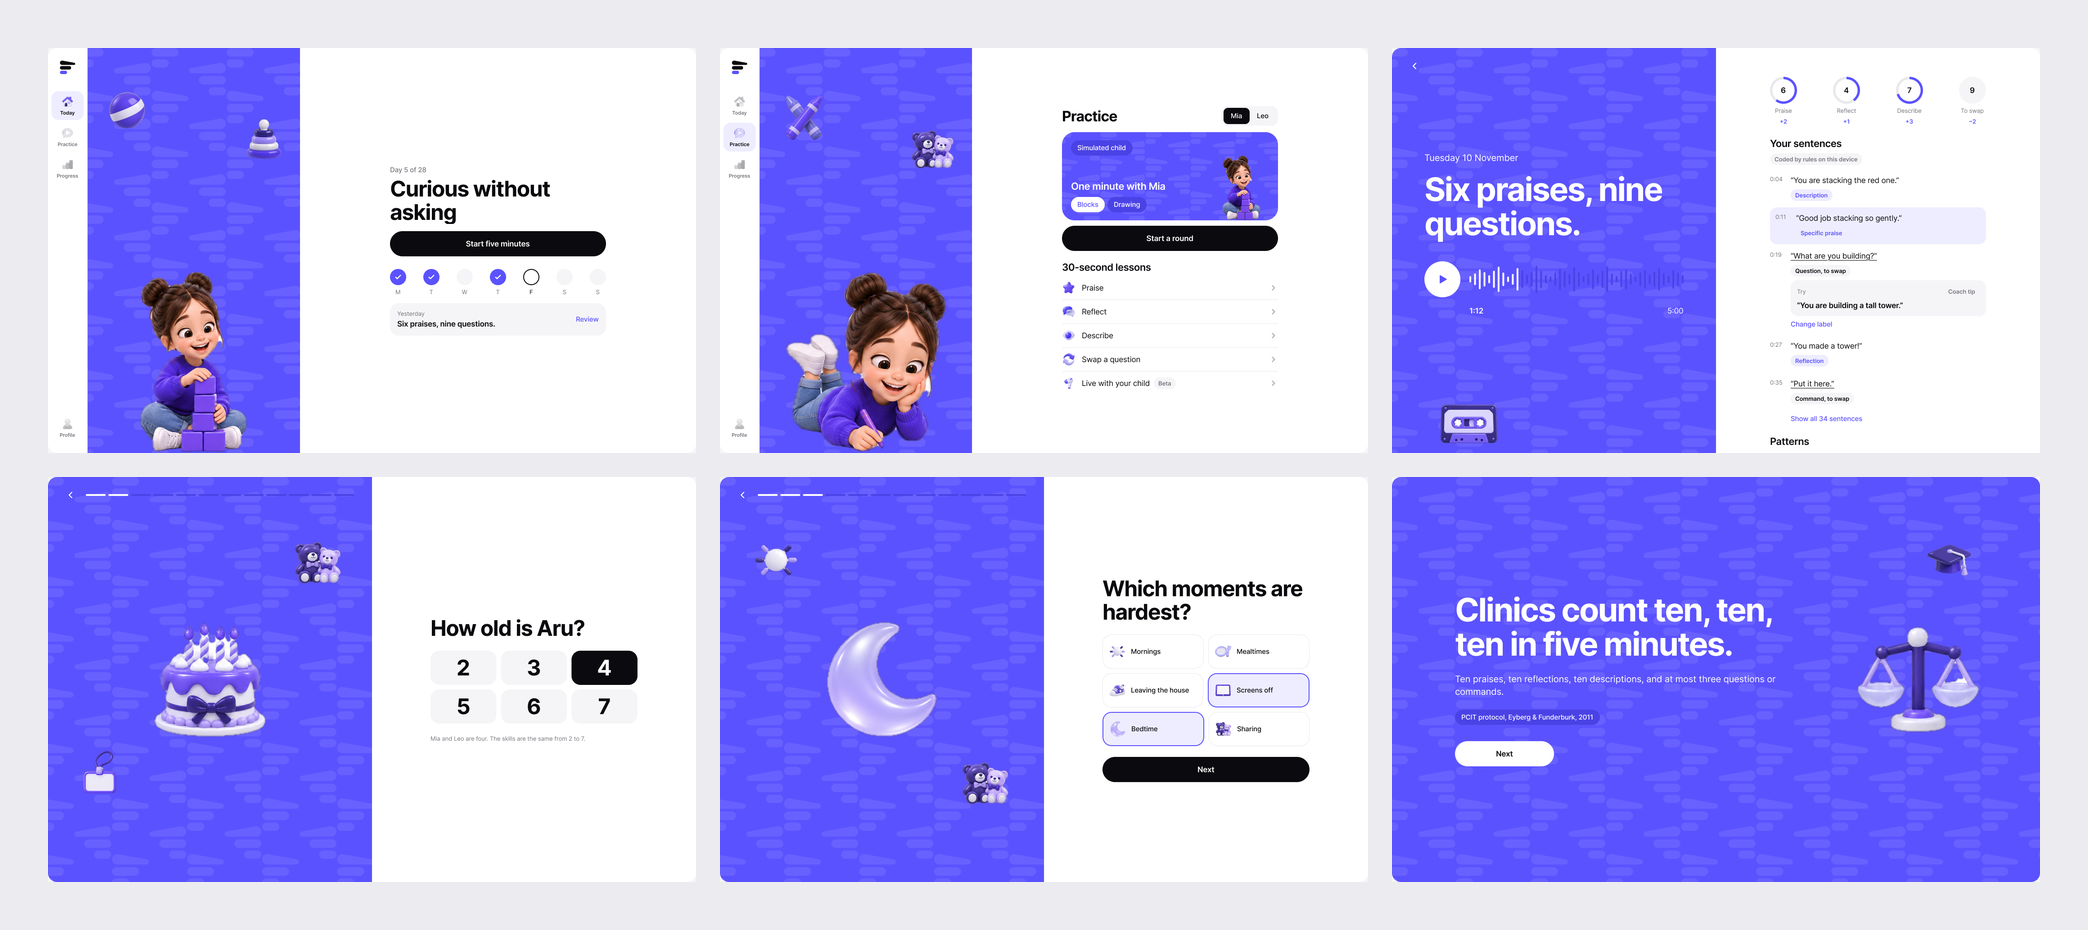 Today
Practice
Progress
Profile
Day 5 of 28
Curious without
asking
Start five minutes
M T W T F S S
Yesterday
Six praises, nine questions.
Review
Today
Practice
Progress
Profile
Practice
Mia Leo
Simulated child
One minute with Mia
Blocks Drawing
Start a round
30-second lessons
Praise
Reflect
Describe
Swap a question
Live with your child Beta
Tuesday 10 November
Six praises, nine
questions.
1:12 5:00
6 4 7 9
Praise Reflect Describe To swap
+2 +1 +3 −2
Your sentences
Coded by rules on this device
0:04 “You are stacking the red one.”
Description
0:11 “Good job stacking so gently.”
Specific praise
0:19 “What are you building?”
Question, to swap
Try Coach tip
“You are building a tall tower.”
Change label
0:27 “You made a tower!”
Reflection
0:35 “Put it here.”
Command, to swap
Show all 34 sentences
Patterns
How old is Aru?
2 3 4
5 6 7
Mia and Leo are four. The skills are the same from 2 to 7.
Which moments are
hardest?
Mornings Mealtimes
Leaving the house Screens off
Bedtime Sharing
Next
Clinics count ten, ten,
ten in five minutes.
Ten praises, ten reflections, ten descriptions, and at most three questions or
commands.
PCIT protocol, Eyberg & Funderburk, 2011
Next